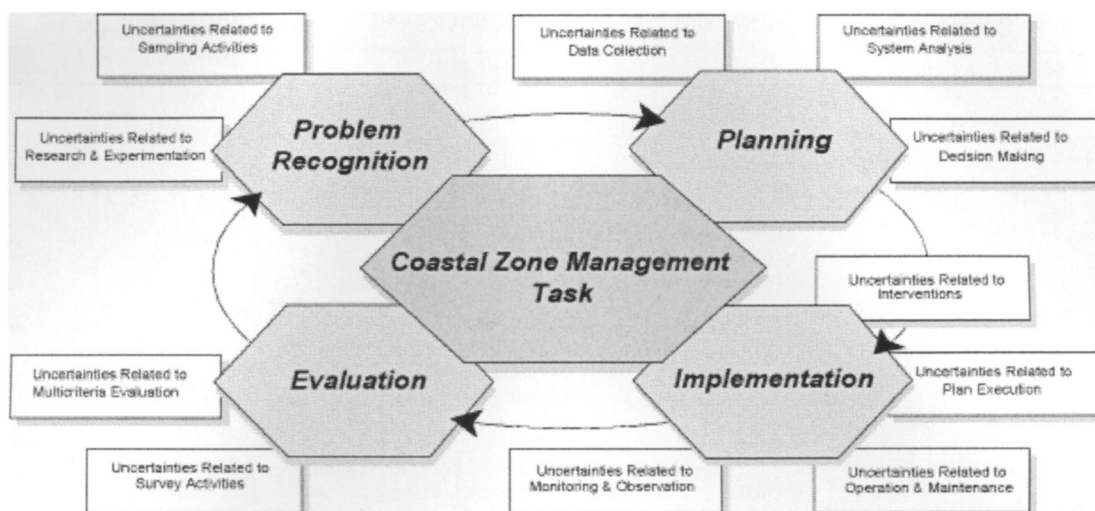 Uncertainties Related to
Sampling Activities
Uncertainties Related to
Data Collection
Uncertainties Related to
System Analysis
Uncertainties Related to
Research & Experimentation
Problem
Recognition
Planning
Uncertainties Related to
Decision Making
Coastal Zone Management
Task
Uncertainties Related to
Interventions
Uncertainties Related to
Multicriteria Evaluation
Evaluation
Implementation
Uncertainties Related to
Plan Execution
Uncertainties Related to
Survey Activities
Uncertainties Related to
Monitoring & Observation
Uncertainties Related to
Operation & Maintenance